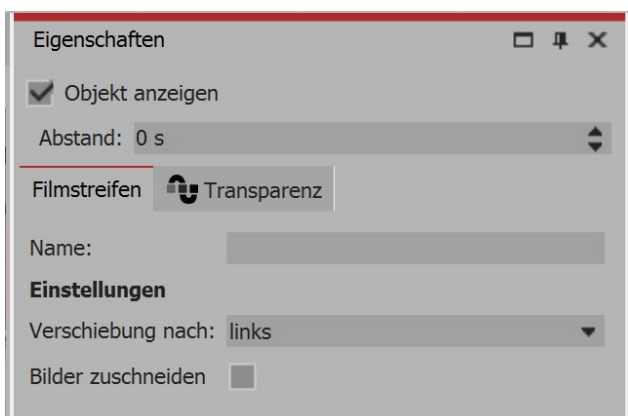 Eigenschaften
Objekt anzeigen
Abstand: 0 s
Filmstreifen Transparenz
Name:
Einstellungen
Verschiebung nach: links
Bilder zuschneiden